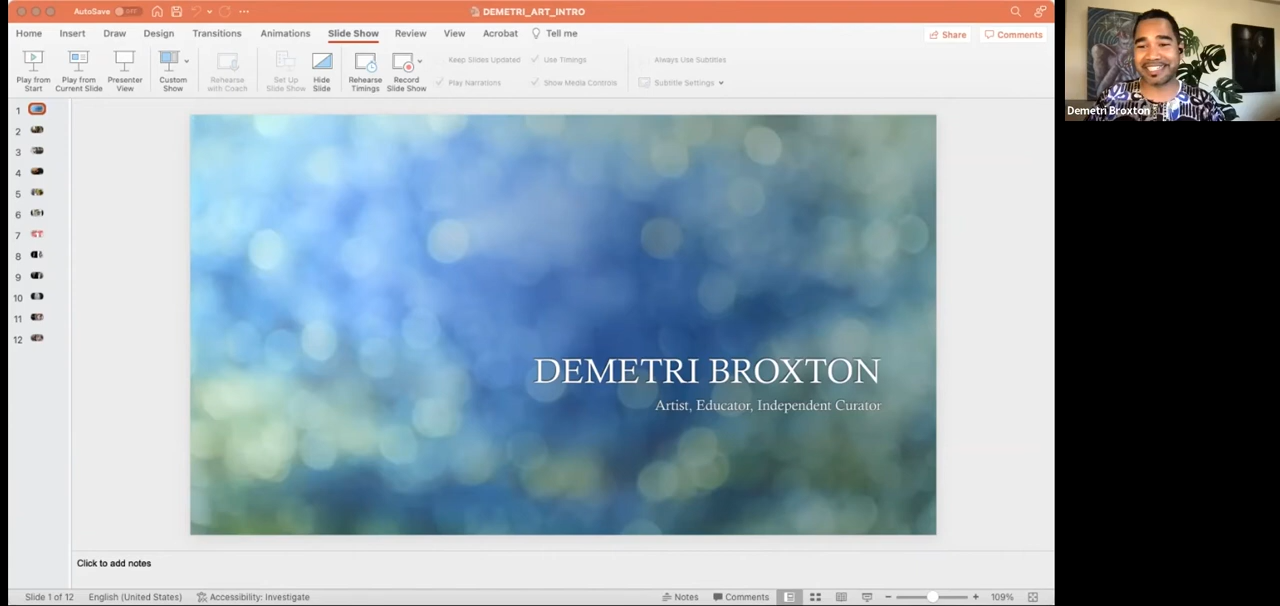 AutoSave OFF
DEMETRI_ART_INTRO
Home Insert Draw Design Transitions Animations Slide Show Review View Acrobat Tell me
Share Comments
Play from Start
Play from Current Slide
Presenter View
Custom Show
Rehearse with Coach
Set Up Slide Show
Hide Slide
Rehearse Timings
Record Slide Show
Keep Slides Updated
Use Timings
Always Use Subtitles
Play Narrations
Show Media Controls
Subtitle Settings
Demetri Broxton
1
2
3
4
5
6
7
8
9
10
11
12
DEMETRI BROXTON
Artist, Educator, Independent Curator
Click to add notes
Slide 1 of 12 English (United States) Accessibility: Investigate Notes Comments 109%